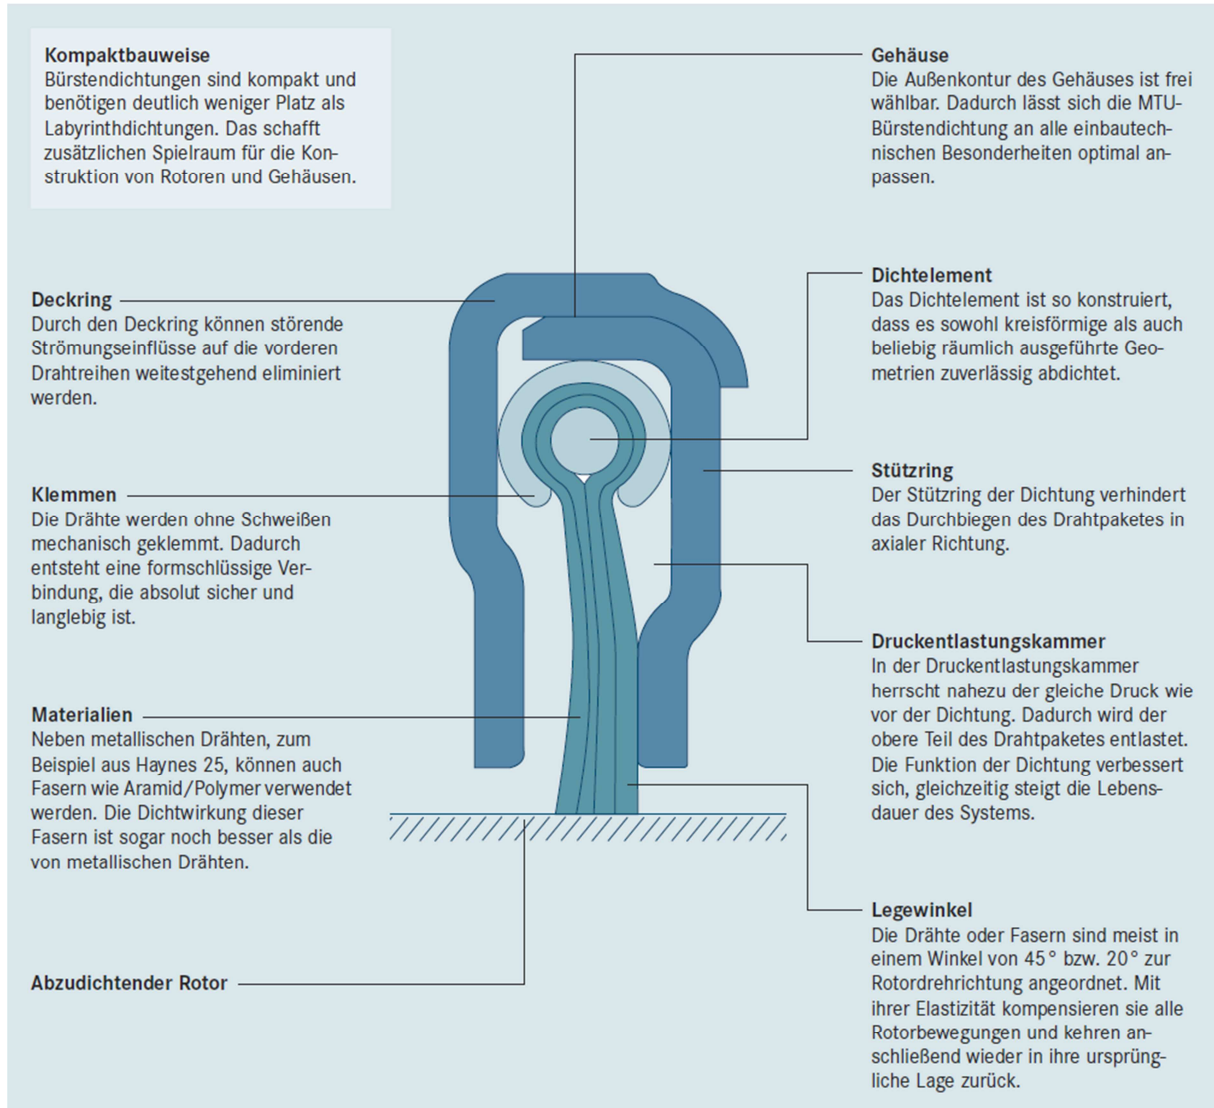 Kompaktbauweise
Bürstendichtungen sind kompakt und
benötigen deutlich weniger Platz als
Labyrinthdichtungen. Das schafft
zusätzlichen Spielraum für die Kon-
struktion von Rotoren und Gehäusen.
Deckring
Durch den Deckring können störende
Strömungseinflüsse auf die vorderen
Drahtreihen weitestgehend eliminiert
werden.
Klemmen
Die Drähte werden ohne Schweißen
mechanisch geklemmt. Dadurch
entsteht eine formschlüssige Ver-
bindung, die absolut sicher und
langlebig ist.
Materialien
Neben metallischen Drähten, zum
Beispiel aus Haynes 25, können auch
Fasern wie Aramid/Polymer verwendet
werden. Die Dichtwirkung dieser
Fasern ist sogar noch besser als die
von metallischen Drähten.
Abzudichtender Rotor
Gehäuse
Die Außenkontur des Gehäuses ist frei
wählbar. Dadurch lässt sich die MTU-
Bürstendichtung an alle einbautech-
nischen Besonderheiten optimal an-
passen.
Dichtelement
Das Dichtelement ist so konstruiert,
dass es sowohl kreisförmige als auch
beliebig räumlich ausgeführte Geo-
metrien zuverlässig abdichtet.
Stützring
Der Stützring der Dichtung verhindert
das Durchbiegen des Drahtpaketes in
axialer Richtung.
Druckentlastungskammer
In der Druckentlastungskammer
herrscht nahezu der gleiche Druck wie
vor der Dichtung. Dadurch wird der
obere Teil des Drahtpaketes entlastet.
Die Funktion der Dichtung verbessert
sich, gleichzeitig steigt die Lebens-
dauer des Systems.
Legewinkel
Die Drähte oder Fasern sind meist in
einem Winkel von 45° bzw. 20° zur
Rotordrehrichtung angeordnet. Mit
ihrer Elastizität kompensieren sie alle
Rotorbewegungen und kehren an-
schließend wieder in ihre ursprüng-
liche Lage zurück.